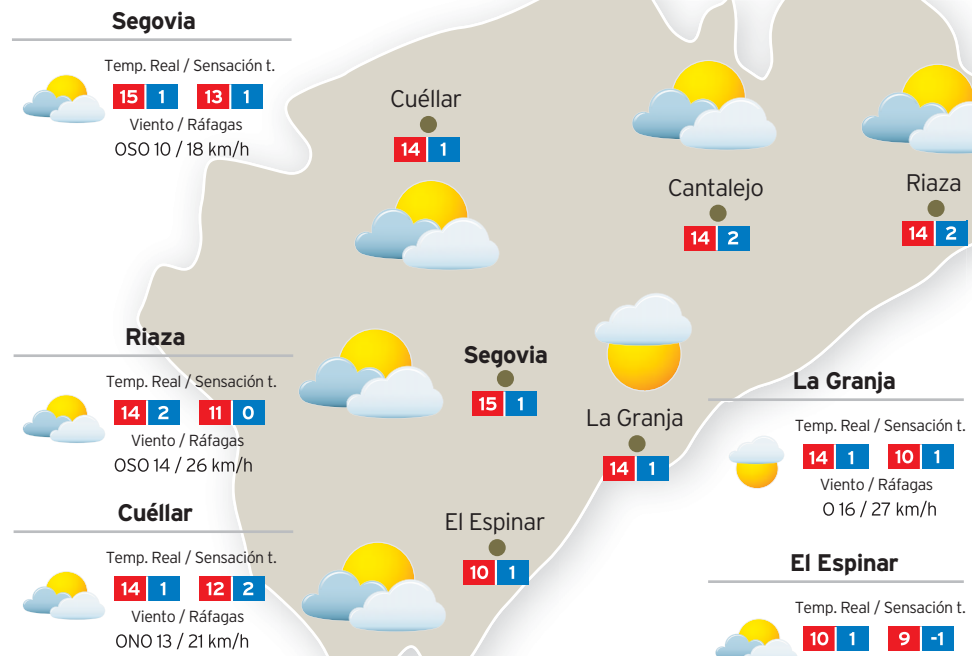 Segovia
Temp. Real / Sensación t.
15 1 13 1
Viento / Ráfagas
OSO 10 / 18 km/h
Cuéllar
14 1
Cantalejo
14 2
Riaza
14 2
Riaza
Temp. Real / Sensación t.
14 2 11 0
Viento / Ráfagas
OSO 14 / 26 km/h
Segovia
15 1
La Granja
14 1
La Granja
Temp. Real / Sensación t.
14 1 10 1
Viento / Ráfagas
O 16 / 27 km/h
Cuéllar
Temp. Real / Sensación t.
14 1 12 2
Viento / Ráfagas
ONO 13 / 21 km/h
El Espinar
10 1
El Espinar
Temp. Real / Sensación t.
10 1 9 -1